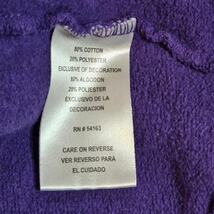 80% COTTON
20% POLYESTER
EXCLUSIVE OF DECORATION
80% ALGODON
20% POLIESTER
EXCLUSIVO DE LA
DECORACION
RN # 54163
CARE ON REVERSE
VER REVERSO PARA
EL CUIDADO